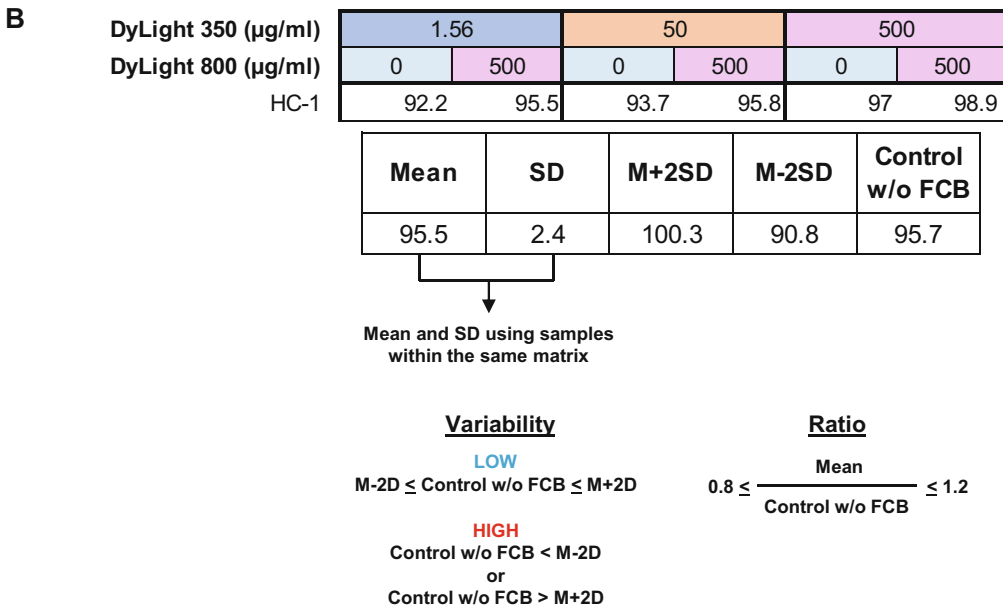 B
DyLight 350 (µg/ml) 1.56 50 500
DyLight 800 (µg/ml) 0 500 0 500 0 500
HC-1 92.2 95.5 93.7 95.8 97 98.9
Mean SD M+2SD M-2SD Control w/o FCB
95.5 2.4 100.3 90.8 95.7
Mean and SD using samples
within the same matrix
Variability
LOW
M-2D ≤ Control w/o FCB ≤ M+2D
HIGH
Control w/o FCB < M-2D
or
Control w/o FCB > M+2D
Ratio
Mean
0.8 ≤ ≤ 1.2
Control w/o FCB